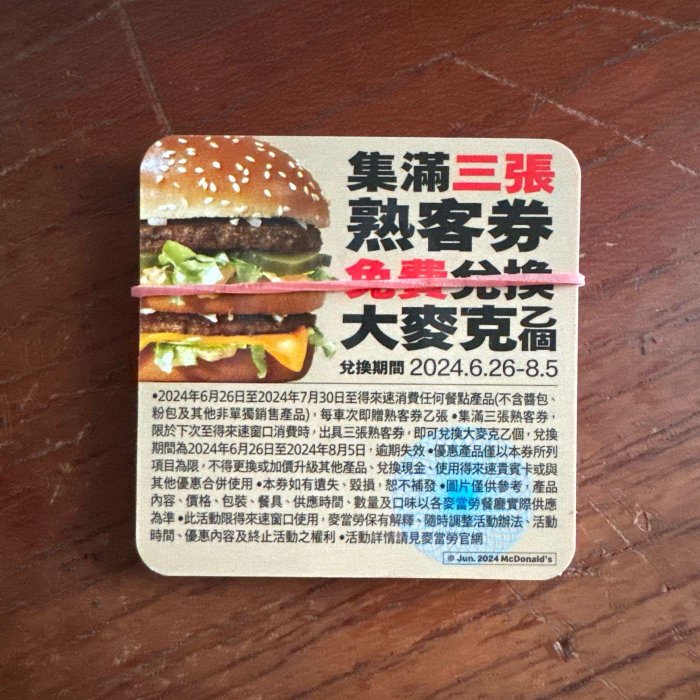 集滿三張
熟客券
免費兌換
大麥克乙個
兌換期間 2024.6.26-8.5
•2024年6月26日至2024年7月30日至得來速消費任何餐點產品(不含醬包、
粉包及其他非單獨銷售產品)，每車次即贈熟客券乙張 •集滿三張熟客券，
限於下次至得來速窗口消費時，出具三張熟客券，即可兌換大麥克乙個，兌換
期間為2024年6月26日至2024年8月5日，逾期失效 •優惠產品僅以本券所列
項目為限，不得更換或加價升級其他產品、兌換現金、使用得來速貴賓卡或與
其他優惠合併使用 •本券如有遺失、毀損，恕不補發 •圖片僅供參考，產品
內容、價格、包裝、餐具、供應時間、數量及口味以各麥當勞餐廳實際供應
為準 •此活動限得來速窗口使用，麥當勞保有解釋、隨時調整活動辦法、活動
時間、優惠內容及終止活動之權利 •活動詳情請見麥當勞官網
© Jun. 2024 McDonald's